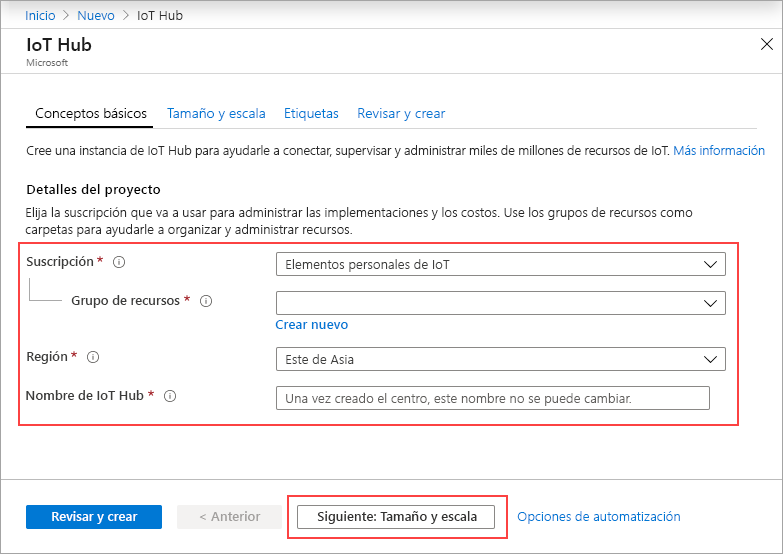 Inicio > Nuevo > IoT Hub
IoT Hub
Microsoft
Conceptos básicos Tamaño y escala Etiquetas Revisar y crear
Cree una instancia de IoT Hub para ayudarle a conectar, supervisar y administrar miles de millones de recursos de IoT. Más información
Detalles del proyecto
Elija la suscripción que va a usar para administrar las implementaciones y los costos. Use los grupos de recursos como
carpetas para ayudarle a organizar y administrar recursos.
Suscripción * Elementos personales de IoT
Grupo de recursos *
Crear nuevo
Región * Este de Asia
Nombre de IoT Hub * Una vez creado el centro, este nombre no se puede cambiar.
Revisar y crear < Anterior Siguiente: Tamaño y escala Opciones de automatización